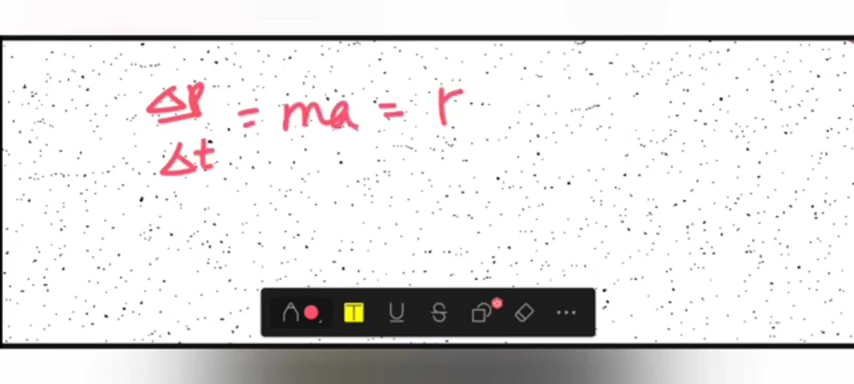 Δp/Δt = ma = r